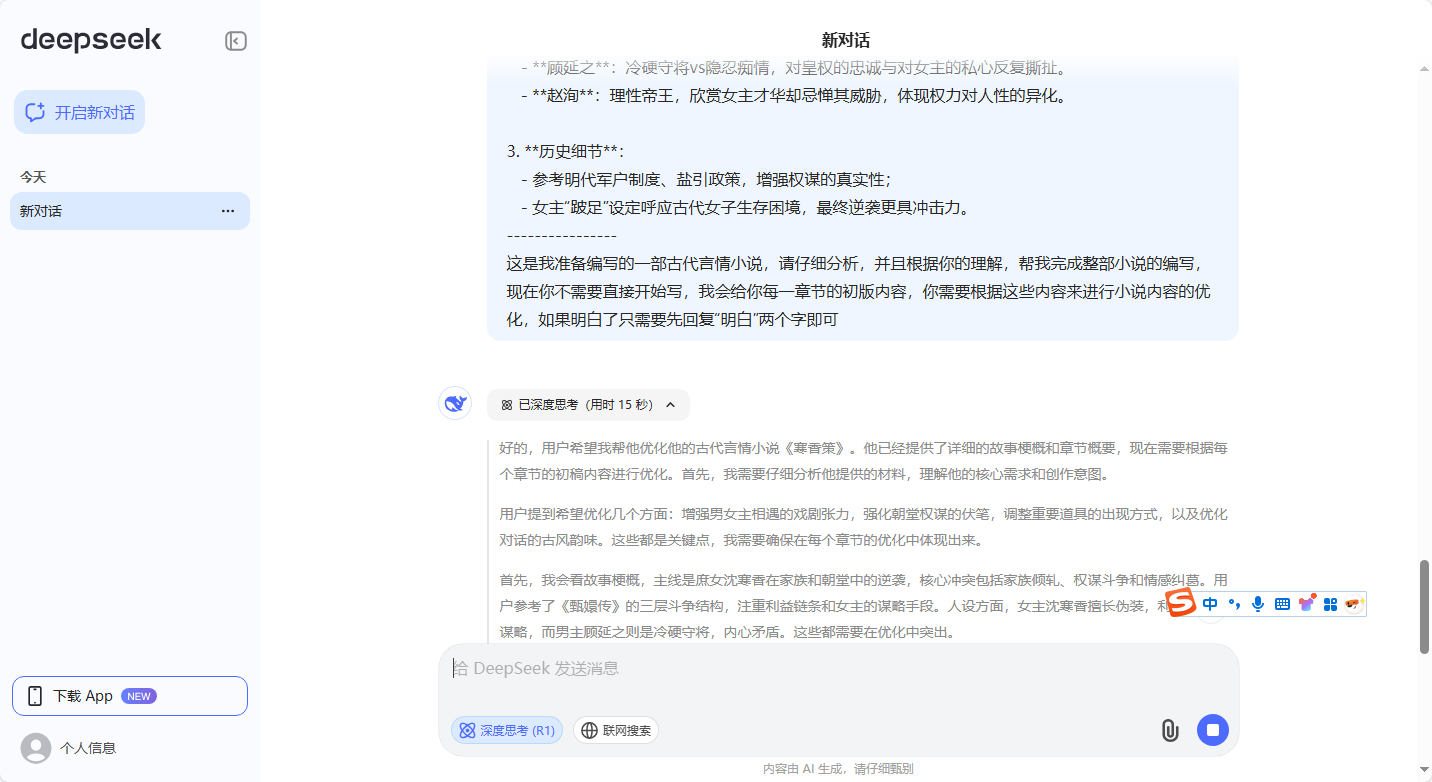 deepseek
开启新对话
今天
新对话
下载 App NEW
个人信息
新对话
- **顾延之**：冷硬守将vs隐忍痴情，对皇权的忠诚与对女主的私心反复撕扯。
- **赵洵**：理性帝王，欣赏女主才华却忌惮其威胁，体现权力对人性的异化。
3. **历史细节**：
- 参考明代军户制度、盐引政策，增强权谋的真实性；
- 女主“跛足”设定呼应古代女子生存困境，最终逆袭更具冲击力。
----------------
这是我准备编写的一部古代言情小说，请仔细分析，并且根据你的理解，帮我完成整部小说的编写，
现在你不需要直接开始写，我会给你每一章节的初版内容，你需要根据这些内容来进行小说内容的优
化，如果明白了只需要先回复“明白”两个字即可
已深度思考（用时 15 秒）
好的，用户希望我帮他优化他的古代言情小说《寒香策》。他已经提供了详细的故事梗概和章节概要，现在需要根据每
个章节的初稿内容进行优化。首先，我需要仔细分析他提供的材料，理解他的核心需求和创作意图。
用户提到希望优化几个方面：增强男女主相遇的戏剧张力，强化朝堂权谋的伏笔，调整重要道具的出现方式，以及优化
对话的古风韵味。这些都是关键点，我需要确保在每个章节的优化中体现出来。
首先，我会看故事梗概，主线是庶女沈寒香在家族和朝堂中的逆袭，核心冲突包括家族倾轧、权谋斗争和情感纠葛。用
户参考了《甄嬛传》的三层斗争结构，注重利益链条和女主的谋略手段。人设方面，女主沈寒香擅长伪装，利
谋略，而男主顾延之则是冷硬守将，内心矛盾。这些都需要在优化中突出。
S 中
给 DeepSeek 发送消息
深度思考 (R1) 联网搜索
内容由 AI 生成，请仔细甄别